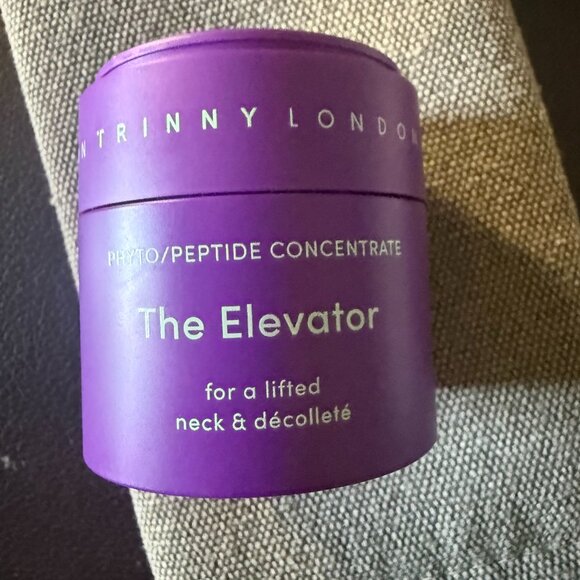 N TRINNY LONDON
PHYTO/PEPTIDE CONCENTRATE
The Elevator
for a lifted
neck & décolleté